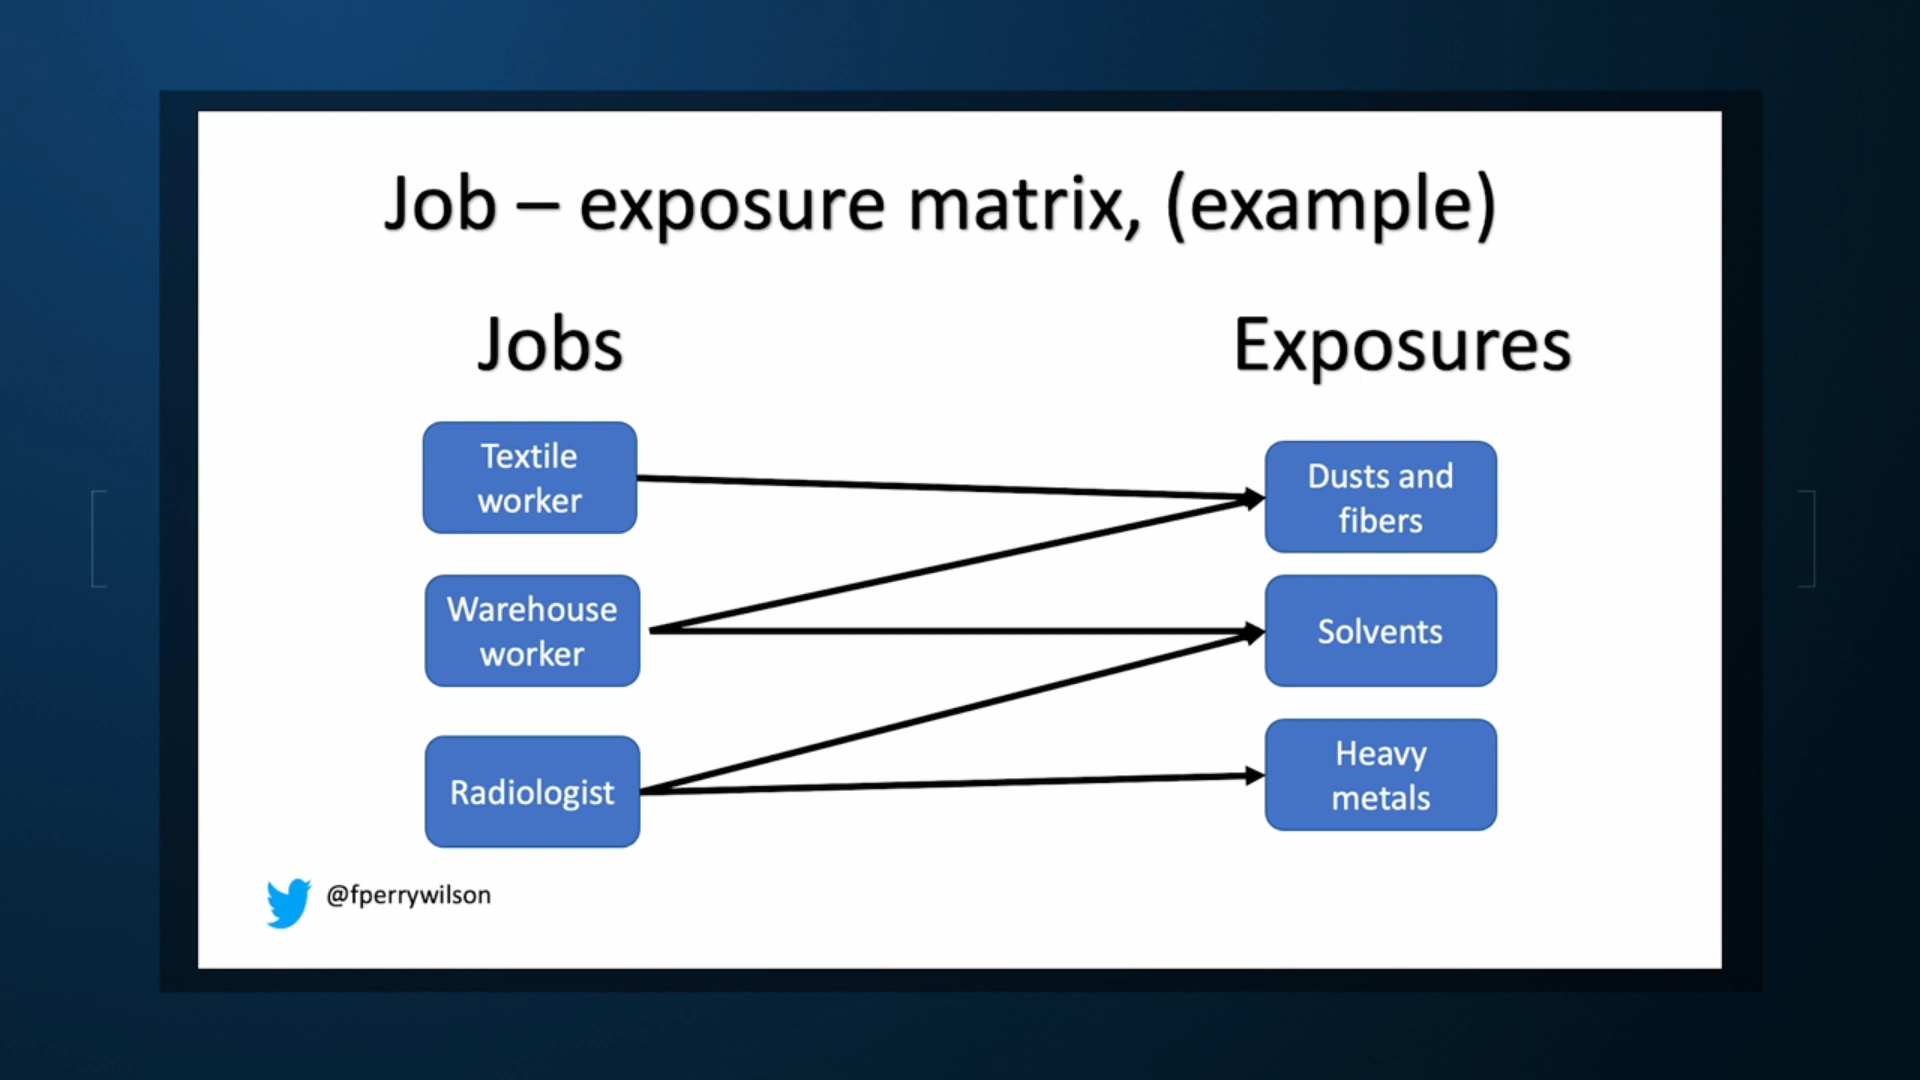 Job – exposure matrix, (example)
Jobs
Exposures
Textile
worker
Dusts and
fibers
Warehouse
worker
Solvents
Radiologist
Heavy
metals
@fperrywilson